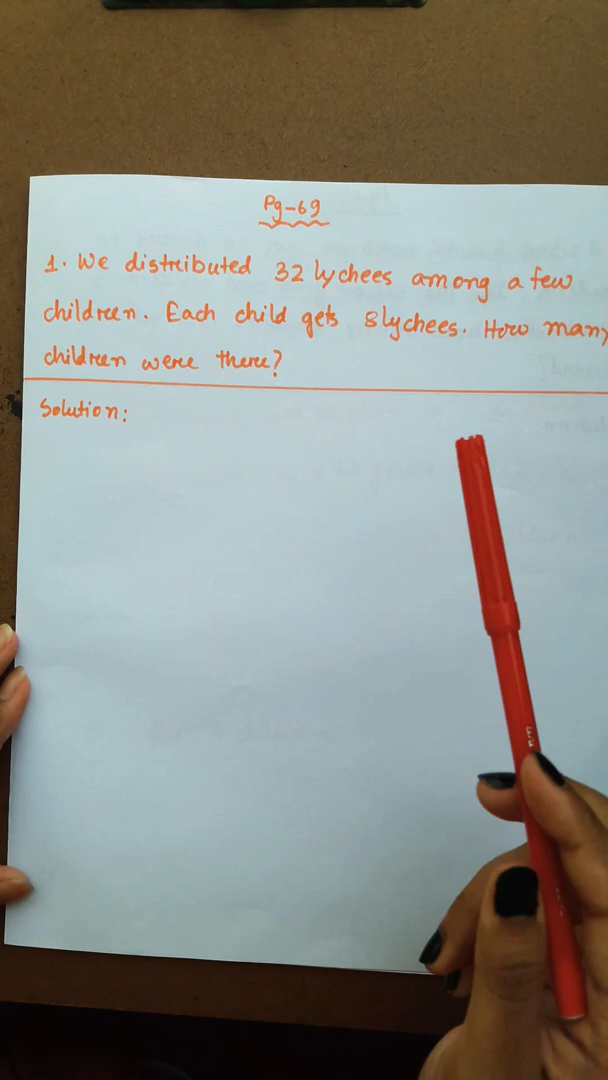 Pg-69
1. We distributed 32 lychees among a few
children. Each child gets 8 lychees. How many
children were there?
Solution: